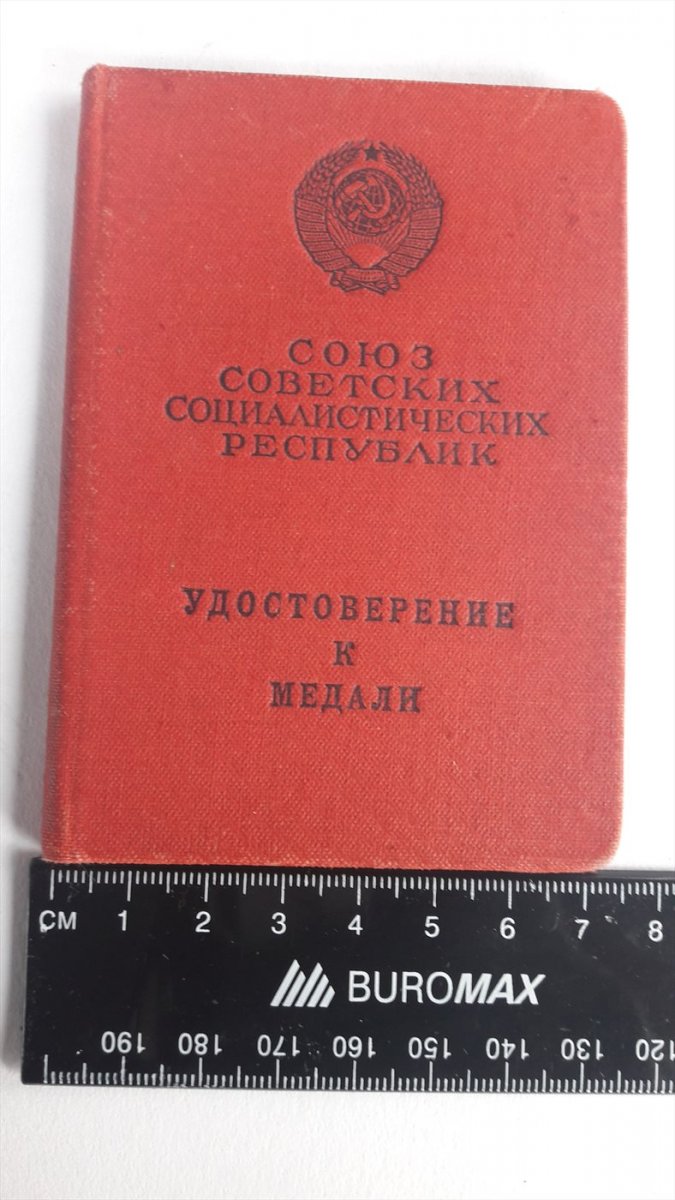 СОЮЗ
СОВЕТСКИХ
СОЦИАЛИСТИЧЕСКИХ
РЕСПУБЛИК
УДОСТОВЕРЕНИЕ
К
МЕДАЛИ
СМ 1 2 3 4 5 6 7 8
BUROMAX
190 180 170 160 150 140 130 120